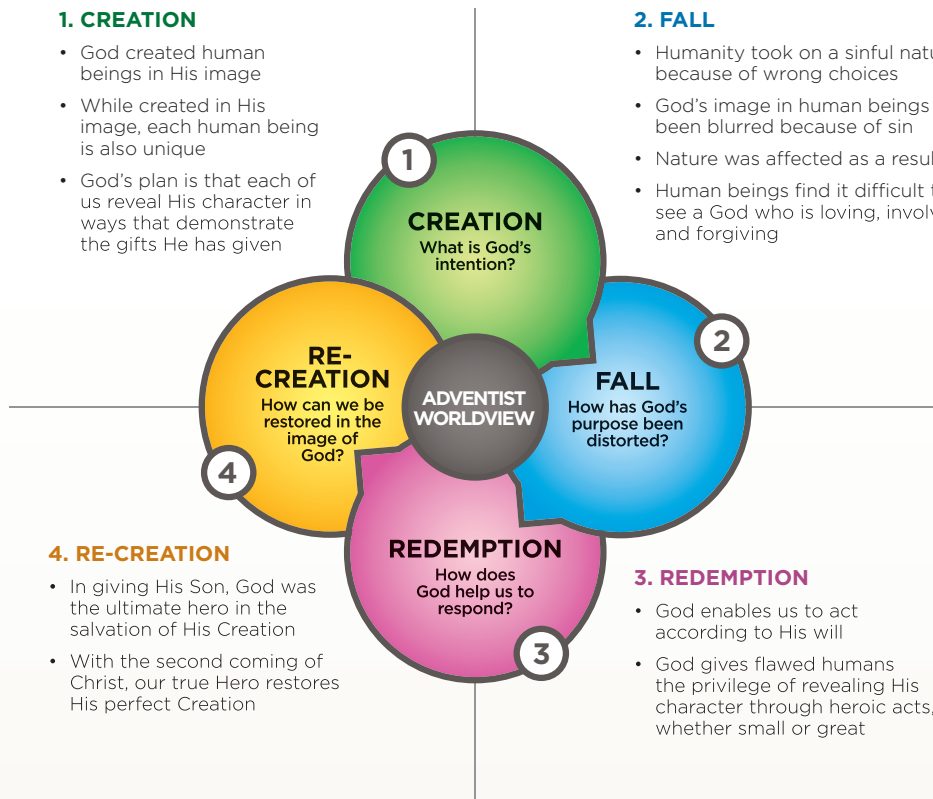 1. CREATION
• God created human
beings in His image
• While created in His
image, each human being
is also unique
• God’s plan is that each of
us reveal His character in
ways that demonstrate
the gifts He has given
2. FALL
• Humanity took on a sinful
because of wrong choices
• God’s image in human beings
been blurred because of sin
• Nature was affected as a
• Human beings find it difficult
see a God who is loving,
and forgiving
1
CREATION
What is God’s
intention?
2
FALL
How has God’s
purpose been
distorted?
ADVENTIST
WORLDVIEW
RE-
CREATION
How can we be
restored in the
image of
God?
4
REDEMPTION
How does
God help us to
respond?
3
4. RE-CREATION
• In giving His Son, God was
the ultimate hero in the
salvation of His Creation
• With the second coming of
Christ, our true Hero restores
His perfect Creation
3. REDEMPTION
• God enables us to act
according to His will
• God gives flawed humans
the privilege of revealing His
character through heroic acts,
whether small or great